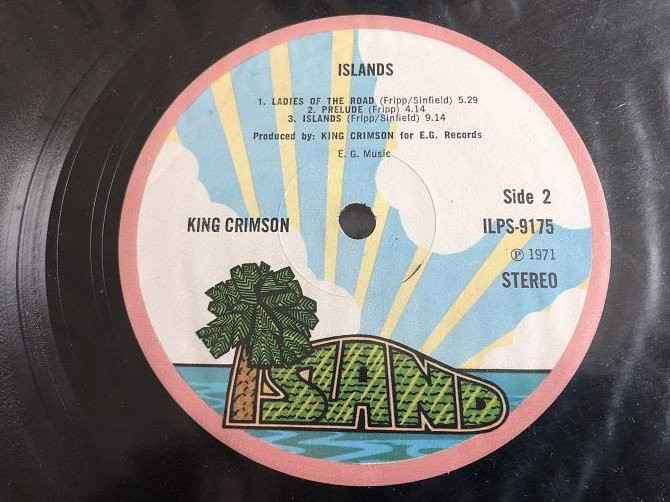 ISLANDS
1. LADIES OF THE ROAD (Fripp/Sinfield) 5.29
2. PRELUDE (Fripp) 4.14
3. ISLANDS (Fripp/Sinfield) 9.14
Produced by: KING CRIMSON for E.G. Records
E. G. Music
Side 2
KING CRIMSON
ILPS-9175
Ⓟ 1971
STEREO
ISLAND